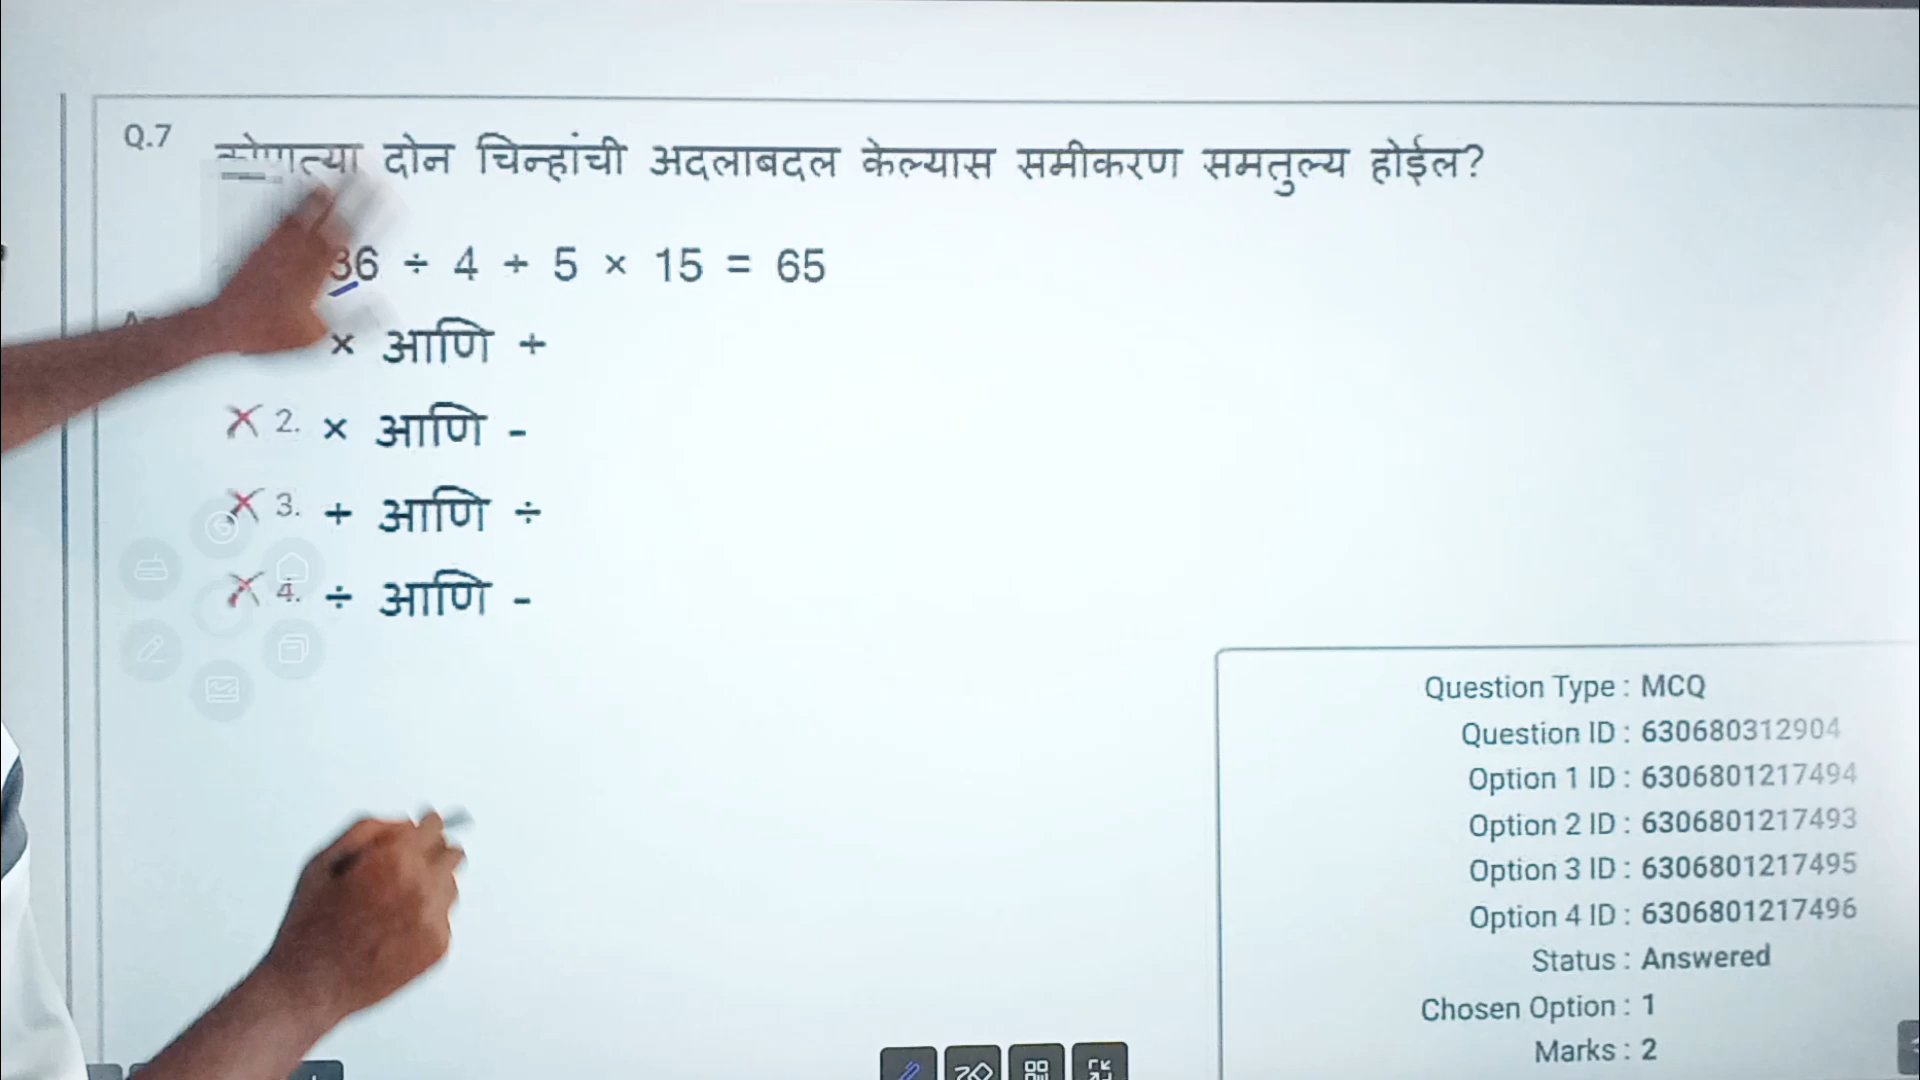 Q.7 कोणत्या दोन चिन्हांची अदलाबदल केल्यास समीकरण समतुल्य होईल?
36 ÷ 4 + 5 × 15 = 65
× आणि +
2. × आणि -
3. + आणि ÷
4. ÷ आणि -
Question Type : MCQ
Question ID : 630680312904
Option 1 ID : 6306801217494
Option 2 ID : 6306801217493
Option 3 ID : 6306801217495
Option 4 ID : 6306801217496
Status : Answered
Chosen Option : 1
Marks : 2